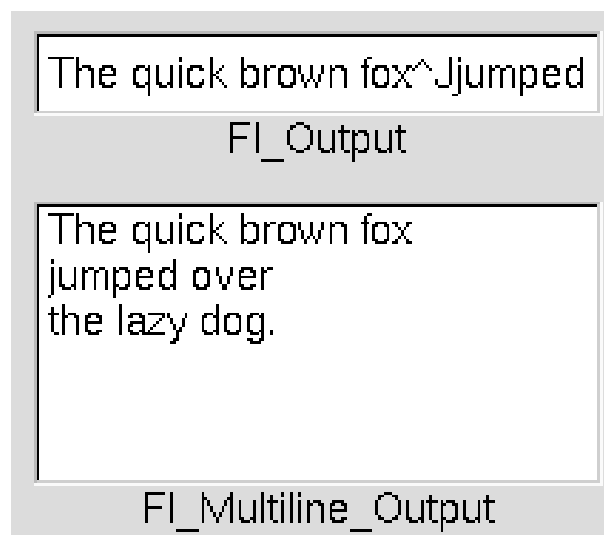 The quick brown fox^Jjumped
Fl_Output
The quick brown fox
jumped over
the lazy dog.
Fl_Multiline_Output